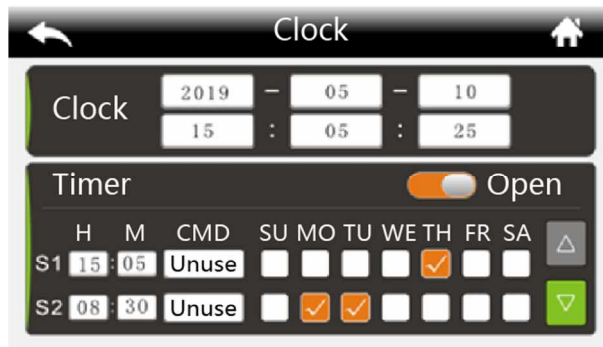 Clock
Clock 2019 - 05 - 10
15 : 05 : 25
Timer Open
H M CMD SU MO TU WE TH FR SA
S1 15 : 05 Unuse
S2 08 : 30 Unuse